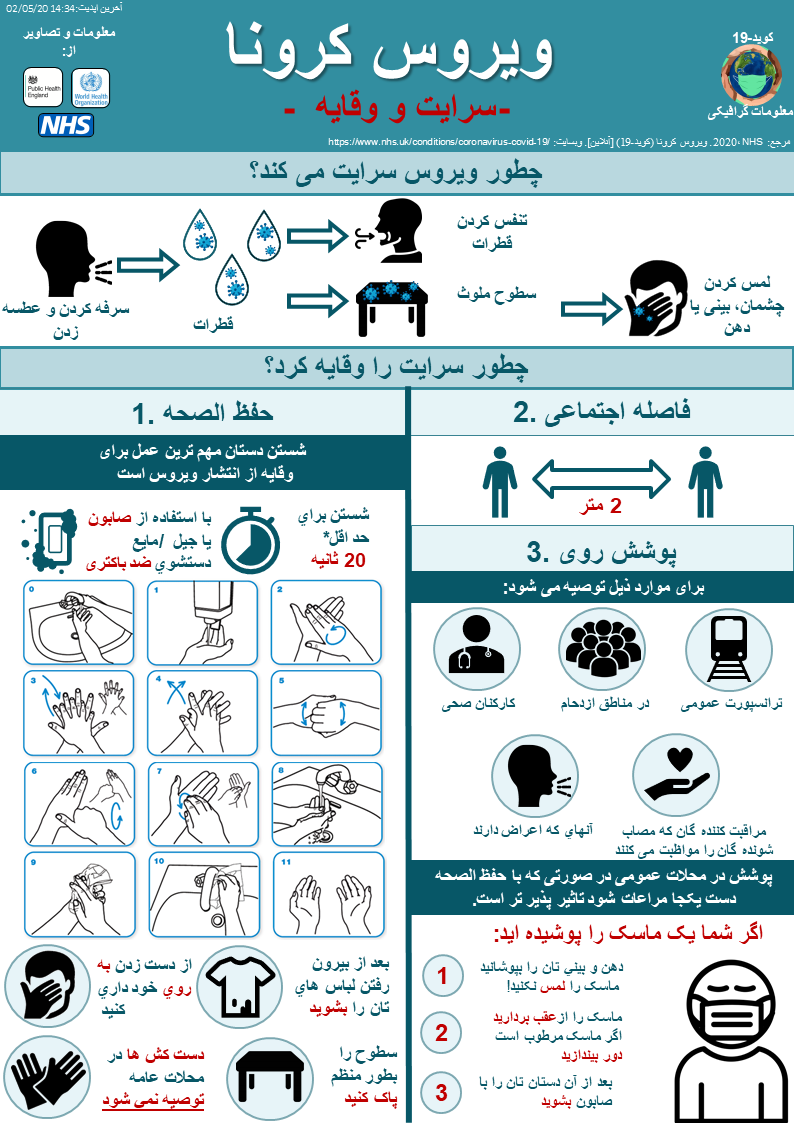 آخرین اپدیت:14:34 02/05/20
معلومات و تصاویر
از:
Public Health
England
World Health
Organization
NHS
ویروس کرونا
-سرایت و وقایه -
کوید-19
معلومات گرافیکی
مرجع: NHS ،2020. ویروس کرونا (کوید-19) [آنلاین]. وبسایت: https://www.nhs.uk/conditions/coronavirus-covid-19/
چطور ویروس سرایت می کند؟
سرفه کردن و عطسه
زدن
قطرات
تنفس کردن
قطرات
سطوح ملوث
لمس کردن
چشمان، بینی یا
دهن
چطور سرایت را وقایه کرد؟
1. حفظ الصحه
شستن دستان مهم ترین عمل برای
وقایه از انتشار ویروس است
شستن براي
حد اقل*
20 ثانیه
با استفاده از صابون
یا جیل /مایع
دستشوي ضد باکتری
0
1
2
3
4
5
6
7
8
9
10
11
بعد از بیرون
رفتن لباس هاي
تان را بشوید
از دست زدن به
روي خود داري
کنید
سطوح را
بطور منظم
پاک کنید
دست کش ها در
محلات عامه
توصیه نمی شود
2. فاصله اجتماعی
2 متر
3. پوشش روی
برای موارد ذیل توصیه می شود:
ترانسپورت عمومی
در مناطق ازدحام
کارکنان صحی
مراقبت کننده گان که مصاب
شونده گان را مواظبت می کنند
آنهاي که اعراض دارند
پوشش در محلات عمومی در صورتی که با حفظ الصحه
دست یکجا مراعات شود تاثیر پذیر تر است.
اگر شما یک ماسک را پوشیده اید:
1
دهن و بیني تان را بپوشانید
ماسک را لمس نکنید!
2
ماسک را ازعقب بردارید
اگر ماسک مرطوب است
دور بیندازید
3
بعد از آن دستان تان را با
صابون بشوید